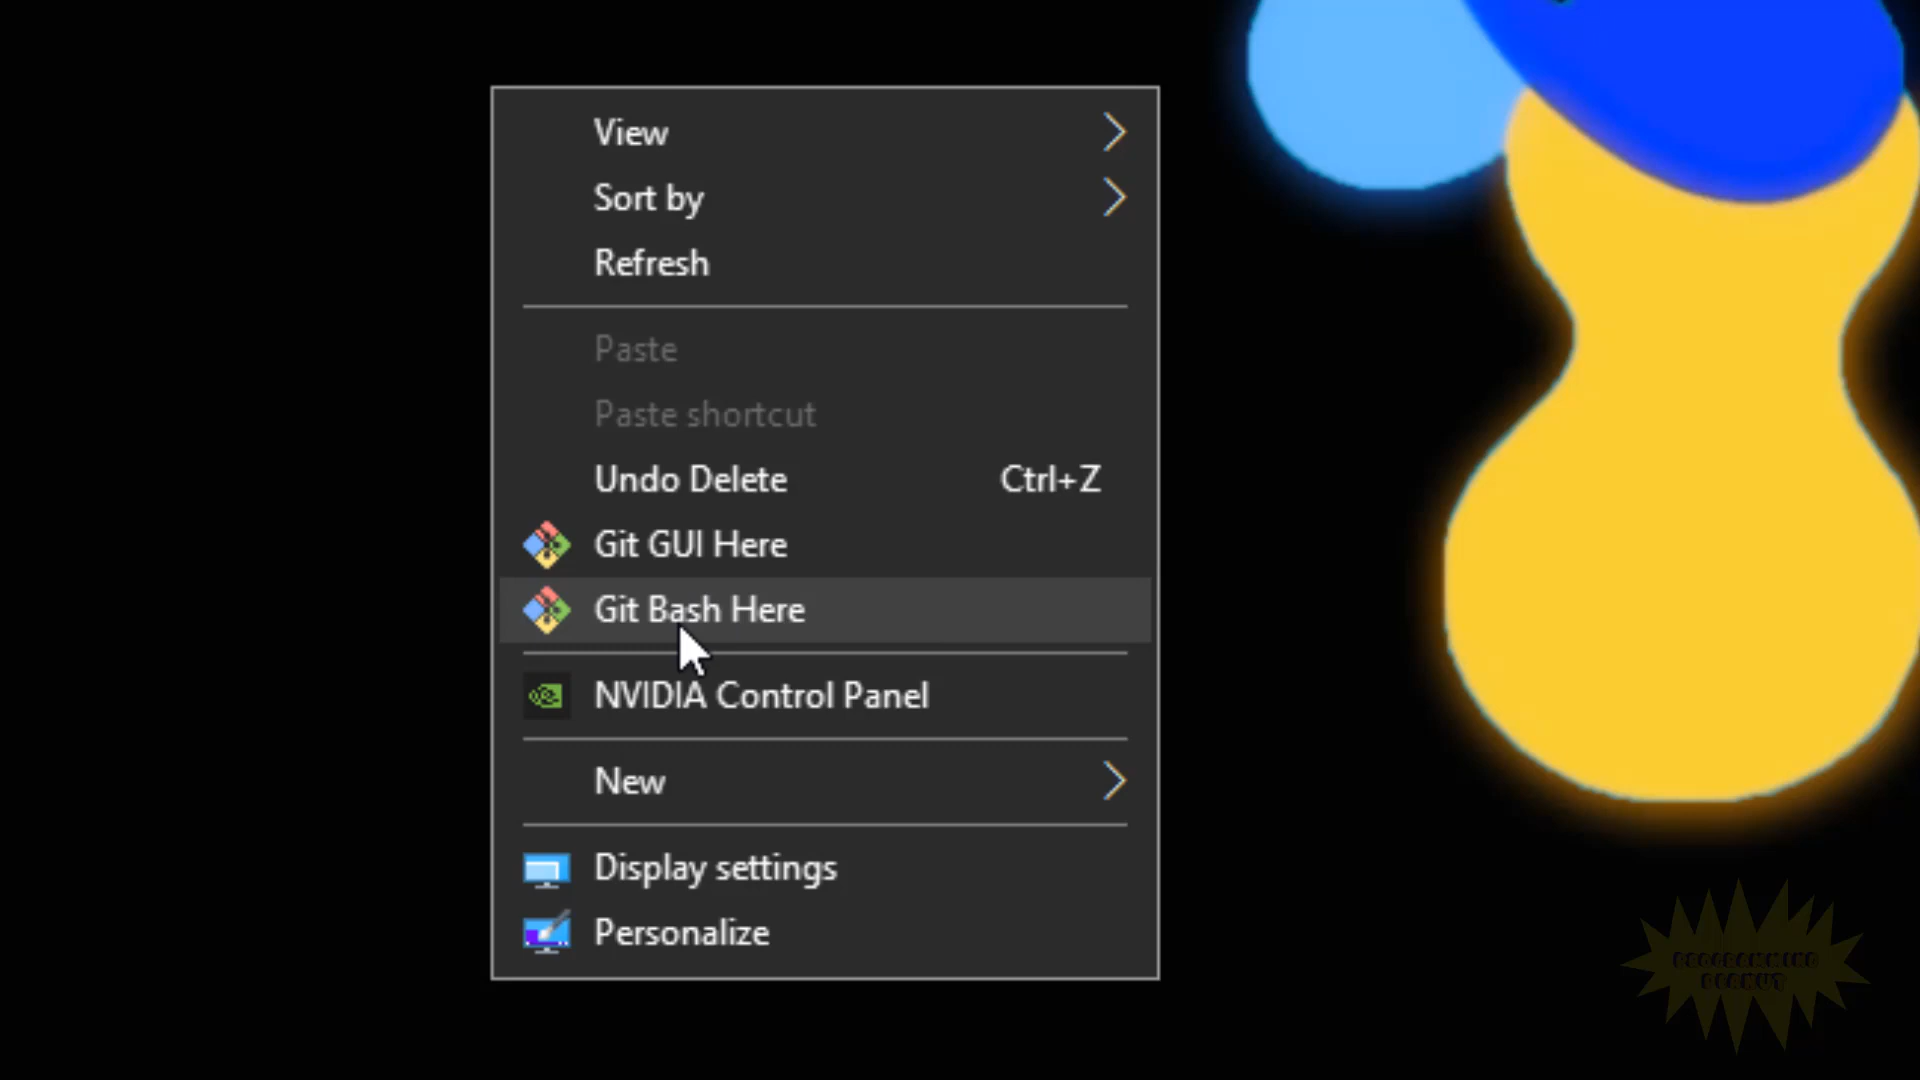 View
Sort by
Refresh
Paste
Paste shortcut
Undo Delete Ctrl+Z
Git GUI Here
Git Bash Here
NVIDIA Control Panel
New
Display settings
Personalize
PROGRAMMING